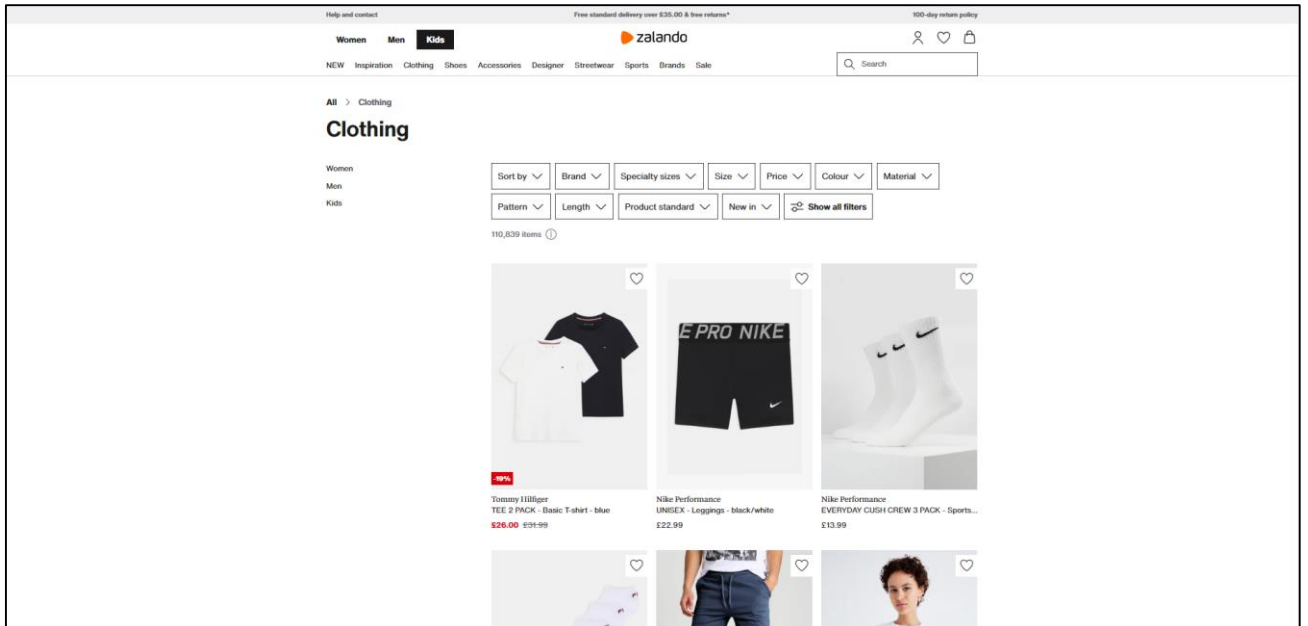 Help and contact
Free standard delivery over £35.00 & free returns*
100-day return policy
Women Men Kids
zalando
NEW Inspiration Clothing Shoes Accessories Designer Streetwear Sports Brands Sale
Search
All > Clothing
Clothing
Women
Men
Kids
Sort by Brand Specialty sizes Size Price Colour Material
Pattern Length Product standard New in Show all filters
110,839 items
E PRO NIKE
-19%
Tommy Hilfiger
TEE 2 PACK - Basic T-shirt - blue
£26.00 £31.99
Nike Performance
UNISEX - Leggings - black/white
£22.99
Nike Performance
EVERYDAY CUSH CREW 3 PACK - Sports...
£13.99